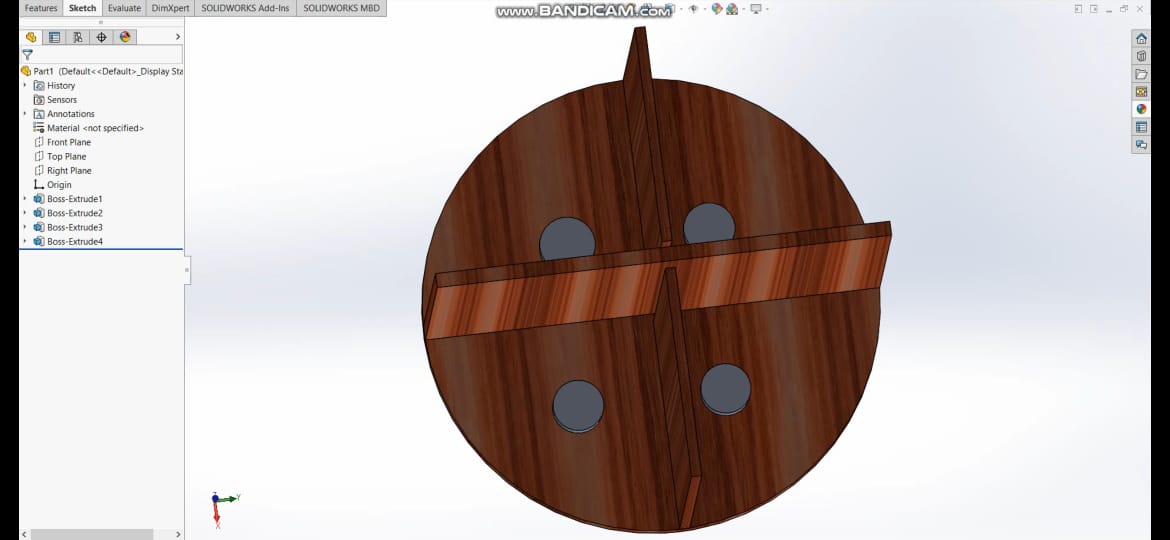 Features Sketch Evaluate DimXpert SOLIDWORKS Add-Ins SOLIDWORKS MBD
www.BANDICAM.com
Part1 (Default<<Default>_Display Sta
History
Sensors
Annotations
Material <not specified>
Front Plane
Top Plane
Right Plane
Origin
Boss-Extrude1
Boss-Extrude2
Boss-Extrude3
Boss-Extrude4
Z
Y
X